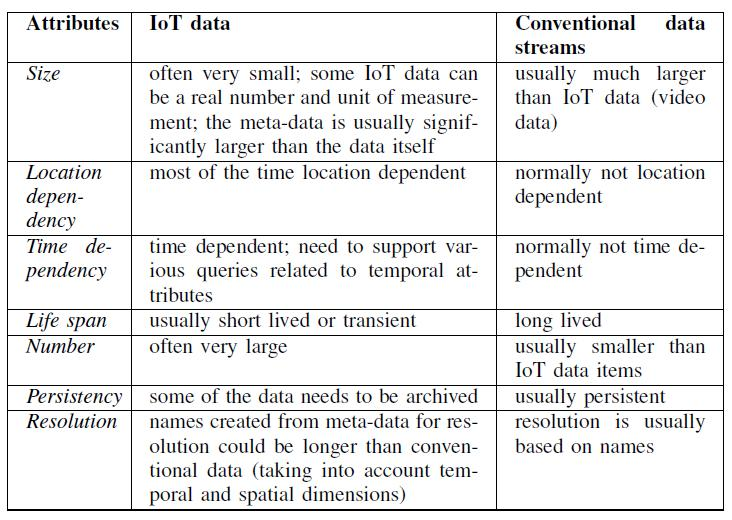 Attributes IoT data Conventional data
streams
Size often very small; some IoT data can usually much larger
be a real number and unit of measure- than IoT data (video
ment; the meta-data is usually signif- data)
icantly larger than the data itself
Location most of the time location dependent normally not location
depen- dependent
dency
Time de- time dependent; need to support var- normally not time de-
pendency ious queries related to temporal at- pendent
tributes
Life span usually short lived or transient long lived
Number often very large usually smaller than
IoT data items
Persistency some of the data needs to be archived usually persistent
Resolution names created from meta-data for res- resolution is usually
olution could be longer than conven- based on names
tional data (taking into account tem-
poral and spatial dimensions)